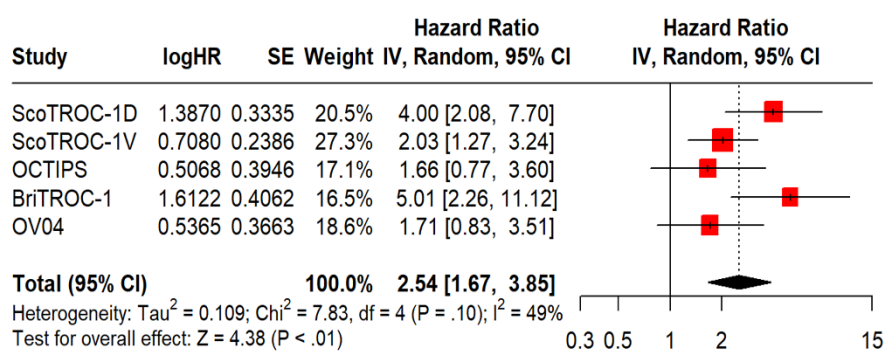 Hazard Ratio Hazard Ratio
Study logHR SE Weight IV, Random, 95% CI IV, Random, 95% CI
ScoTROC-1D 1.3870 0.3335 20.5% 4.00 [2.08, 7.70]
ScoTROC-1V 0.7080 0.2386 27.3% 2.03 [1.27, 3.24]
OCTIPS 0.5068 0.3946 17.1% 1.66 [0.77, 3.60]
BriTROC-1 1.6122 0.4062 16.5% 5.01 [2.26, 11.12]
OV04 0.5365 0.3663 18.6% 1.71 [0.83, 3.51]
Total (95% CI) 100.0% 2.54 [1.67, 3.85]
Heterogeneity: Tau² = 0.109; Chi² = 7.83, df = 4 (P = .10); I² = 49%
Test for overall effect: Z = 4.38 (P < .01)
0.3 0.5 1 2 15